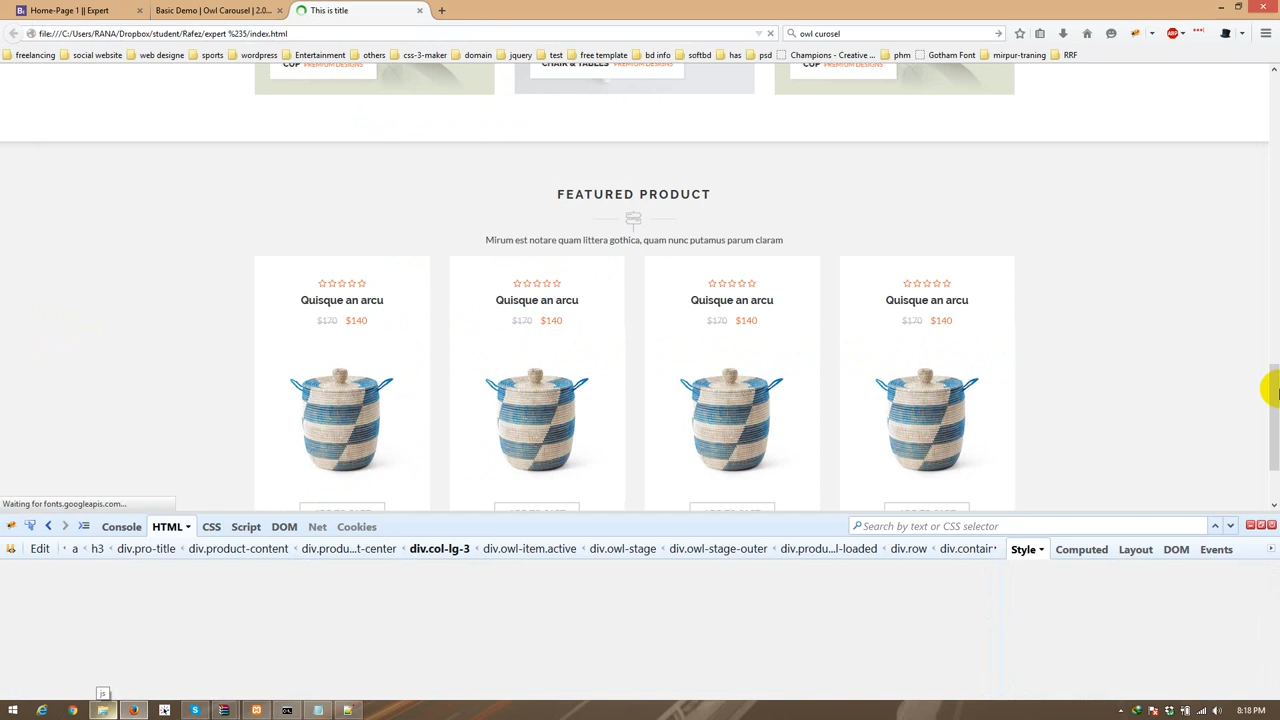 Home-Page 1 || Expert
Basic Demo | Owl Carousel | 2.0...
This is title
file:///C:/Users/RANA/Dropbox/student/Rafez/expert %235/index.html
owl curosel
freelancing
social website
web designe
sports
wordpress
Entertainment
others
css-3-maker
domain
jquery
test
free template
bd info
softbd
has
psd
Champions - Creative ...
phm
Gotham Font
mirpur-traning
RRF
CUP PREMIUM DESIGNS
CHAIR & TABLES PREMIUM DESIGNS
CUP PREMIUM DESIGNS
FEATURED PRODUCT
Mirum est notare quam littera gothica, quam nunc putamus parum claram
Quisque an arcu
Quisque an arcu
Quisque an arcu
Quisque an arcu
$170 $140
$170 $140
$170 $140
$170 $140
Waiting for fonts.googleapis.com...
Console
HTML
CSS
Script
DOM
Net
Cookies
Search by text or CSS selector
Edit
a
h3
div.pro-title
div.product-content
div.produ...t-center
div.col-lg-3
div.owl-item.active
div.owl-stage
div.owl-stage-outer
div.produ...l-loaded
div.row
div.contair
Style
Computed
Layout
DOM
Events
js
8:18 PM